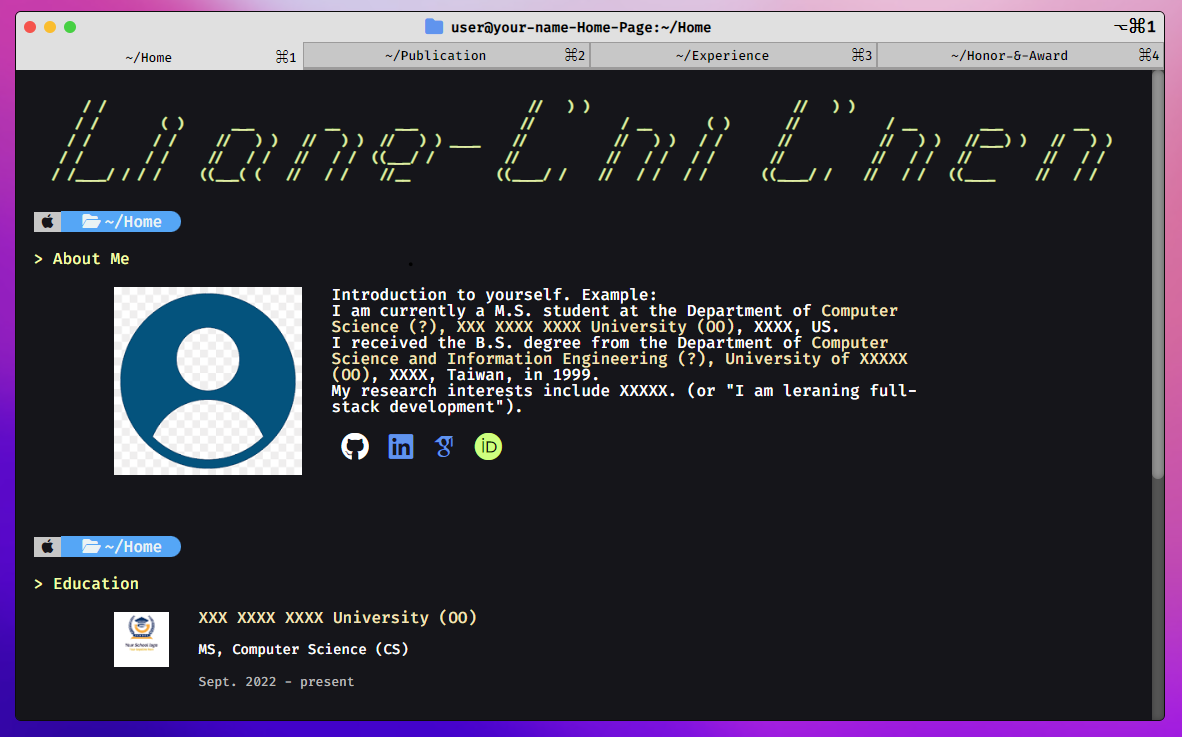 user@your-name-Home-Page:~/Home
⌥⌘1
~/Home ⌘1
~/Publication ⌘2
~/Experience ⌘3
~/Honor-&-Award ⌘4
Liang-Chi Chen
~/Home
> About Me
Introduction to yourself. Example:
I am currently a M.S. student at the Department of Computer
Science (?), XXX XXXX XXXX University (OO), XXXX, US.
I received the B.S. degree from the Department of Computer
Science and Information Engineering (?), University of XXXXX
(OO), XXXX, Taiwan, in 1999.
My research interests include XXXXX. (or "I am leraning full-
stack development").
in
g
iD
~/Home
> Education
Your School logo
XXX XXXX XXXX University (OO)
MS, Computer Science (CS)
Sept. 2022 - present